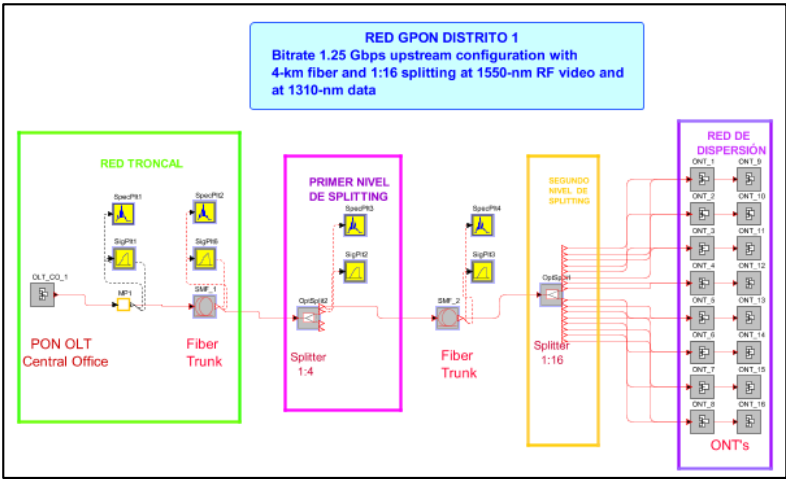 RED GPON DISTRITO 1
Bitrate 1.25 Gbps upstream configuration with
4-km fiber and 1:16 splitting at 1550-nm RF video and
at 1310-nm data
RED TRONCAL
SpecPlt1
SpecPlt2
SigPlt1
SigPlt6
OLT_CO_1
MP1
SMF_1
PON OLT
Central Office
Fiber
Trunk
PRIMER NIVEL
DE SPLITTING
SpecPlt3
SigPlt2
OptSplit2
Splitter
1:4
SpecPlt4
SigPlt3
SMF_2
Fiber
Trunk
SEGUNDO
NIVEL DE
SPLITTING
Splitter
1:16
RED DE
DISPERSIÓN
ONT_1
ONT_9
ONT_2
ONT_10
ONT_3
ONT_11
ONT_4
ONT_12
ONT_5
ONT_13
ONT_6
ONT_14
ONT_7
ONT_15
ONT_8
ONT_16
ONT's